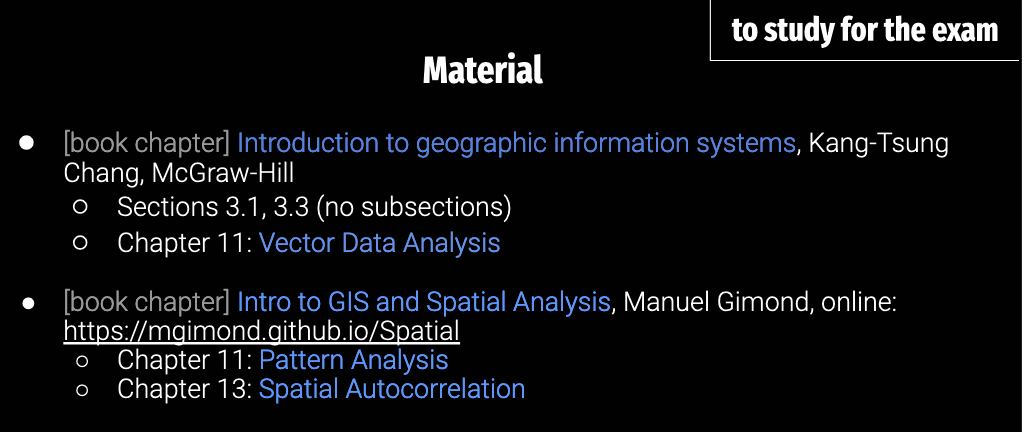 to study for the exam
Material
● [book chapter] Introduction to geographic information systems, Kang-Tsung
Chang, McGraw-Hill
○ Sections 3.1, 3.3 (no subsections)
○ Chapter 11: Vector Data Analysis
● [book chapter] Intro to GIS and Spatial Analysis, Manuel Gimond, online:
https://mgimond.github.io/Spatial
○ Chapter 11: Pattern Analysis
○ Chapter 13: Spatial Autocorrelation